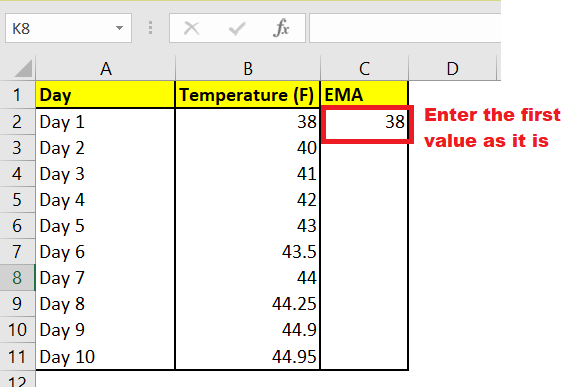 K8 fx
A B C D
1 Day Temperature (F) EMA
2 Day 1 38 38 Enter the first
value as it is
3 Day 2 40
4 Day 3 41
5 Day 4 42
6 Day 5 43
7 Day 6 43.5
8 Day 7 44
9 Day 8 44.25
10 Day 9 44.9
11 Day 10 44.95
12